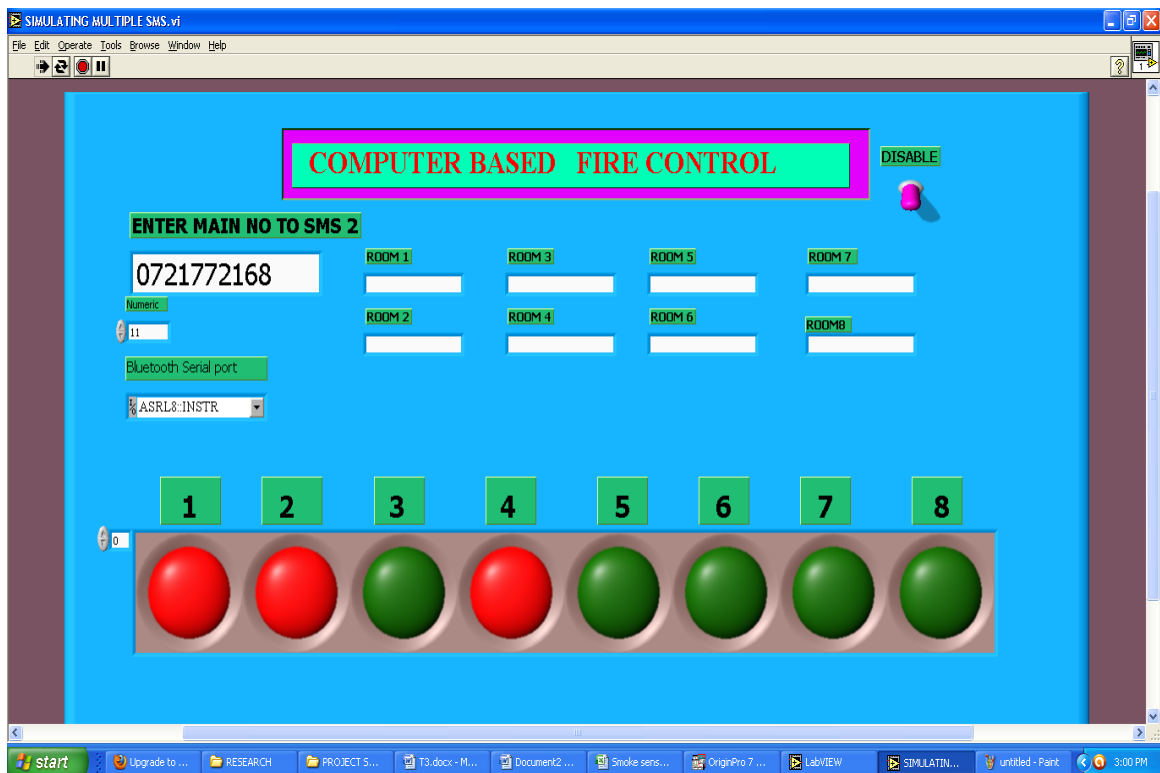 SIMULATING MULTIPLE SMS.vi
File Edit Operate Tools Browse Window Help
1
COMPUTER BASED FIRE CONTROL
DISABLE
ENTER MAIN NO TO SMS 2
0721772168
ROOM 1 ROOM 3 ROOM 5 ROOM 7
Numeric
11
ROOM 2 ROOM 4 ROOM 6 ROOM8
Bluetooth Serial port
I/O ASRL8::INSTR
1 2 3 4 5 6 7 8
0
start Upgrade to ... RESEARCH PROJECT S... T3.docx - M... Document2 ... Smoke sens... OriginPro 7 ... LabVIEW SIMULATIN... untitled - Paint 3:00 PM